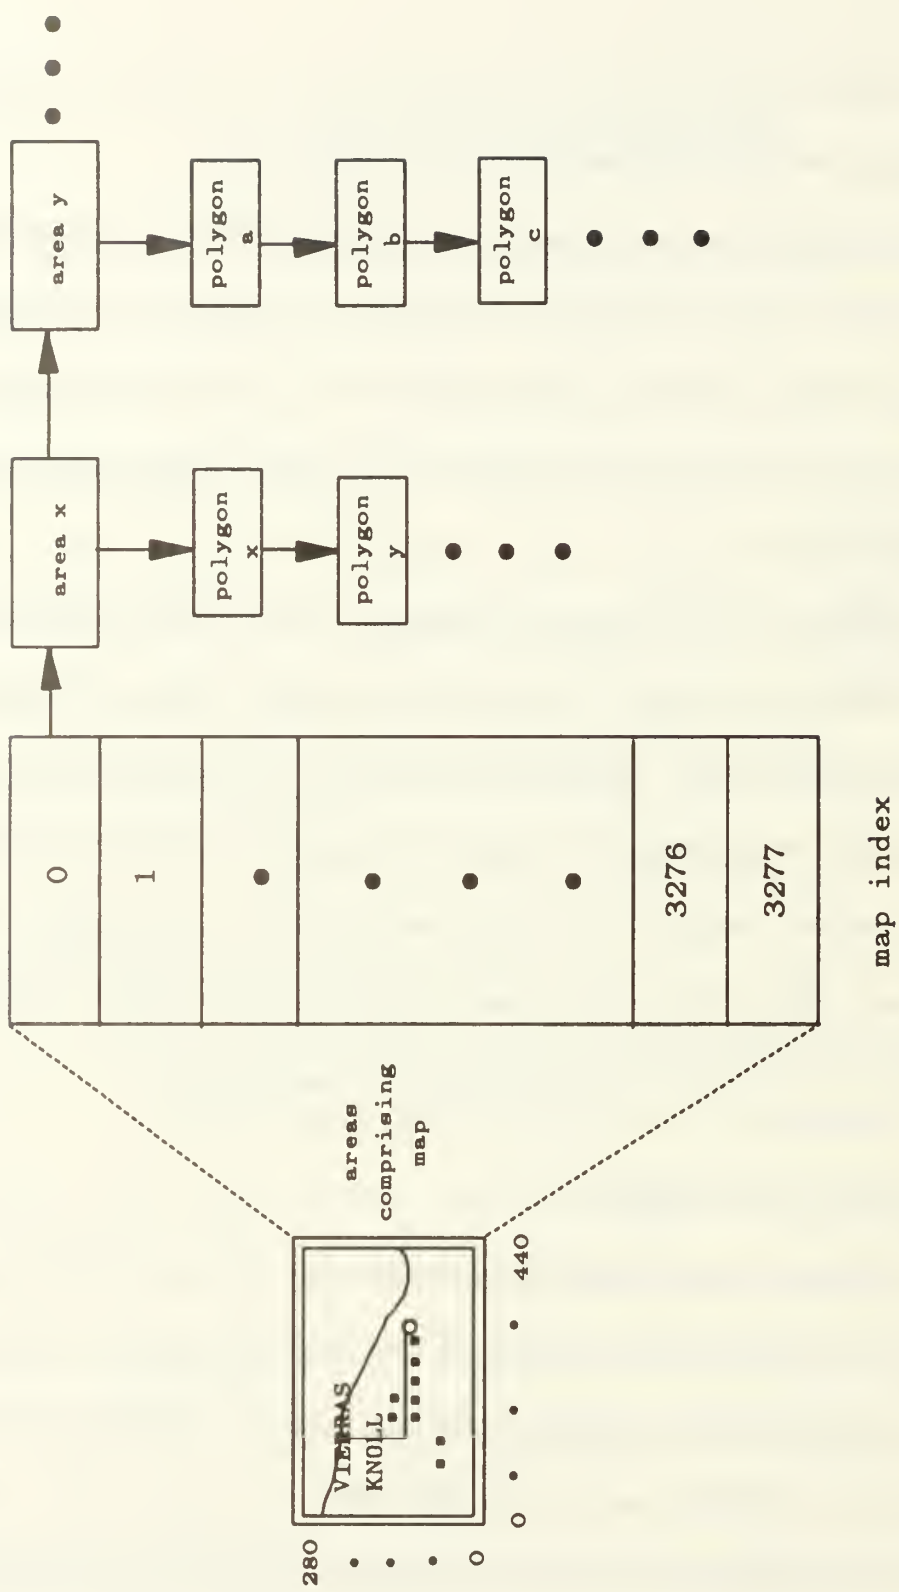 280
0
0
440
VIERRAS
KNOLL
areas
comprising
map
0
1
3276
3277
map index
area x
polygon
x
polygon
y
area y
polygon
a
polygon
b
polygon
c